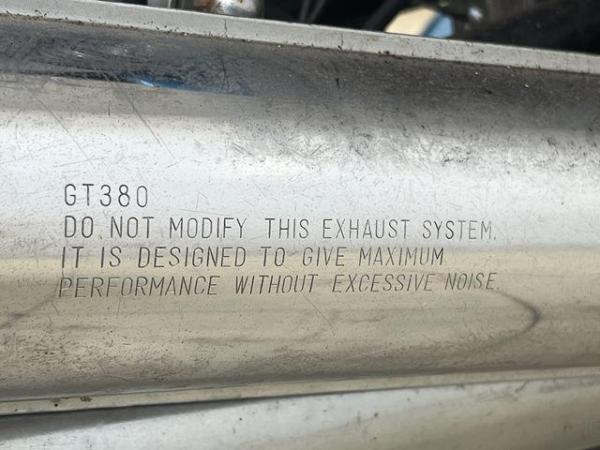 GT380
DO NOT MODIFY THIS EXHAUST SYSTEM.
IT IS DESIGNED TO GIVE MAXIMUM
PERFORMANCE WITHOUT EXCESSIVE NOISE.